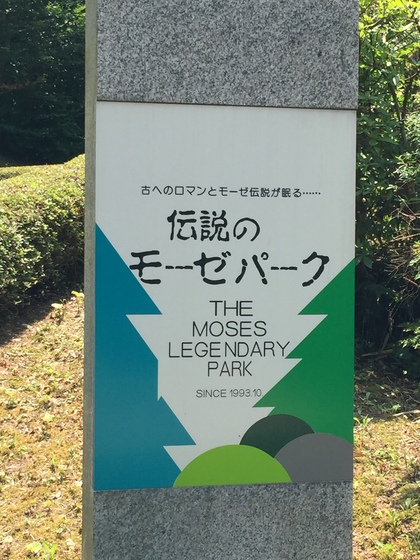 古へのロマンとモーゼ伝説が眠る……
伝説の
モーゼパーク
THE
MOSES
LEGENDARY
PARK
SINCE 1993.10